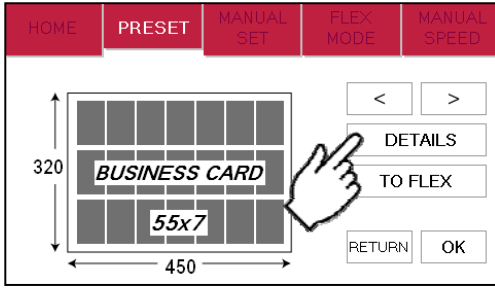 HOME PRESET MANUAL SET FLEX MODE MANUAL SPEED
< >
DETAILS
320
BUSINESS CARD
TO FLEX
55x7
RETURN OK
450